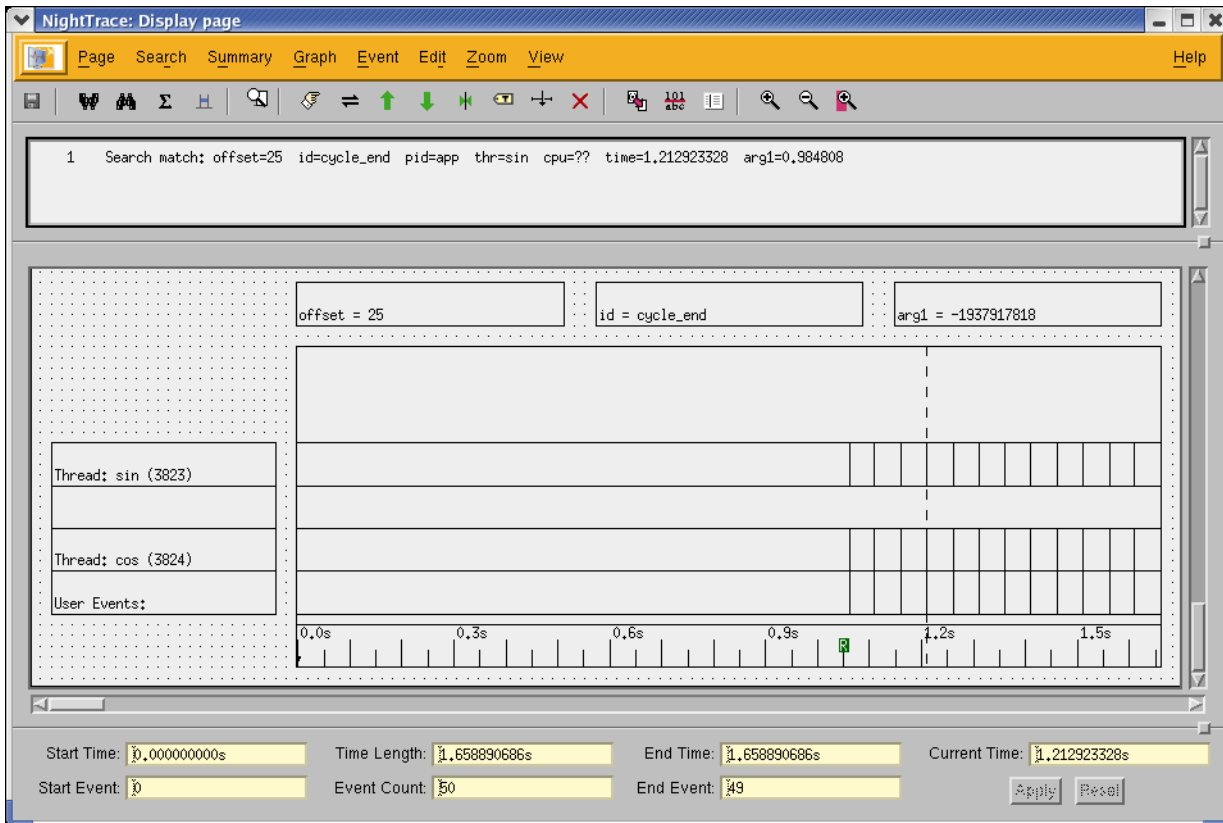 NightTrace: Display page
Page Search Summary Graph Event Edit Zoom View Help
Σ H T 101 abc
1 Search match: offset=25 id=cycle_end pid=app thr=sin cpu=?? time=1.212923328 arg1=0.984808
offset = 25 id = cycle_end arg1 = -1937917818
Thread: sin (3823)
Thread: cos (3824)
User Events:
0.0s 0.3s 0.6s 0.9s 1.2s 1.5s
R
Start Time: 0.000000000s Time Length: 1.658890686s End Time: 1.658890686s Current Time: 1.212923328s
Start Event: 0 Event Count: 50 End Event: 49 Apply Reset